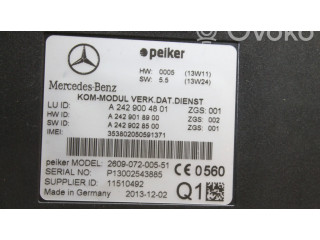 Ovoko
peiker
HW: 0005 (13W11)
SW: 5.5 (13W24)
Mercedes-Benz
KOM-MODUL VERK.DAT.DIENST
LU ID: A 242 900 48 01 ZGS: 001
HW ID: A 242 901 89 00 ZGS: 002
SW ID: A 242 902 85 00 ZGS: 001
IMEI: 353802050591371
peiker MODEL: 2609-072-005-51
SERIAL NO: P13002543885 CE 0560
SUPPLIER ID: 11510492
Made in Germany 2013-12-02 Q1